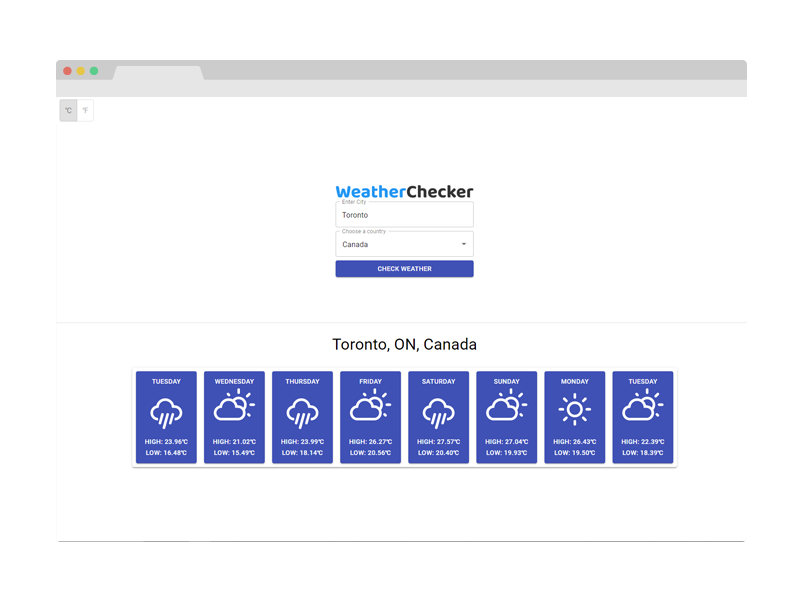 ℃ °F
WeatherChecker
Enter City
Toronto
Choose a country
Canada
CHECK WEATHER
Toronto, ON, Canada
TUESDAY WEDNESDAY THURSDAY FRIDAY SATURDAY SUNDAY MONDAY TUESDAY
HIGH: 23.96℃ HIGH: 21.02℃ HIGH: 23.99℃ HIGH: 26.27℃ HIGH: 27.57℃ HIGH: 27.04℃ HIGH: 26.43℃ HIGH: 22.39℃
LOW: 16.48℃ LOW: 15.49℃ LOW: 18.14℃ LOW: 20.56℃ LOW: 20.40℃ LOW: 19.93℃ LOW: 19.50℃ LOW: 18.39℃